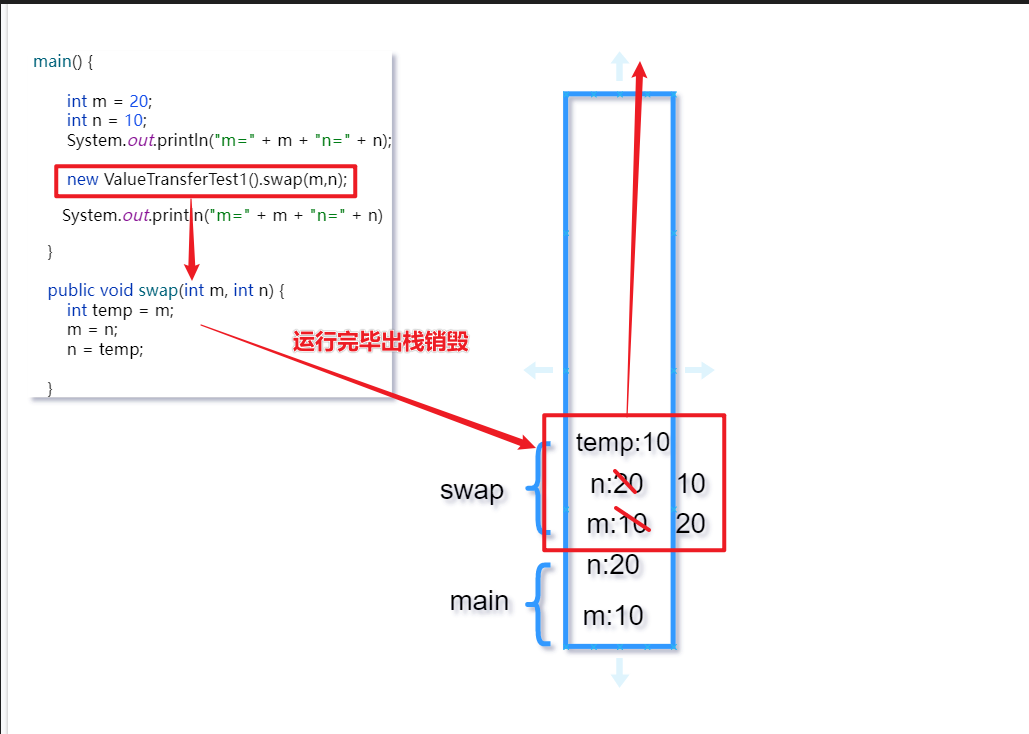 main() {
int m = 20;
int n = 10;
System.out.println("m=" + m + "n=" + n);
new ValueTransferTest1().swap(m,n);
System.out.println("m=" + m + "n=" + n)
}
public void swap(int m, int n) {
int temp = m;
m = n;
n = temp;
}
运行完毕出栈销毁
temp:10
swap
n:20 10
m:10 20
n:20
main
m:10